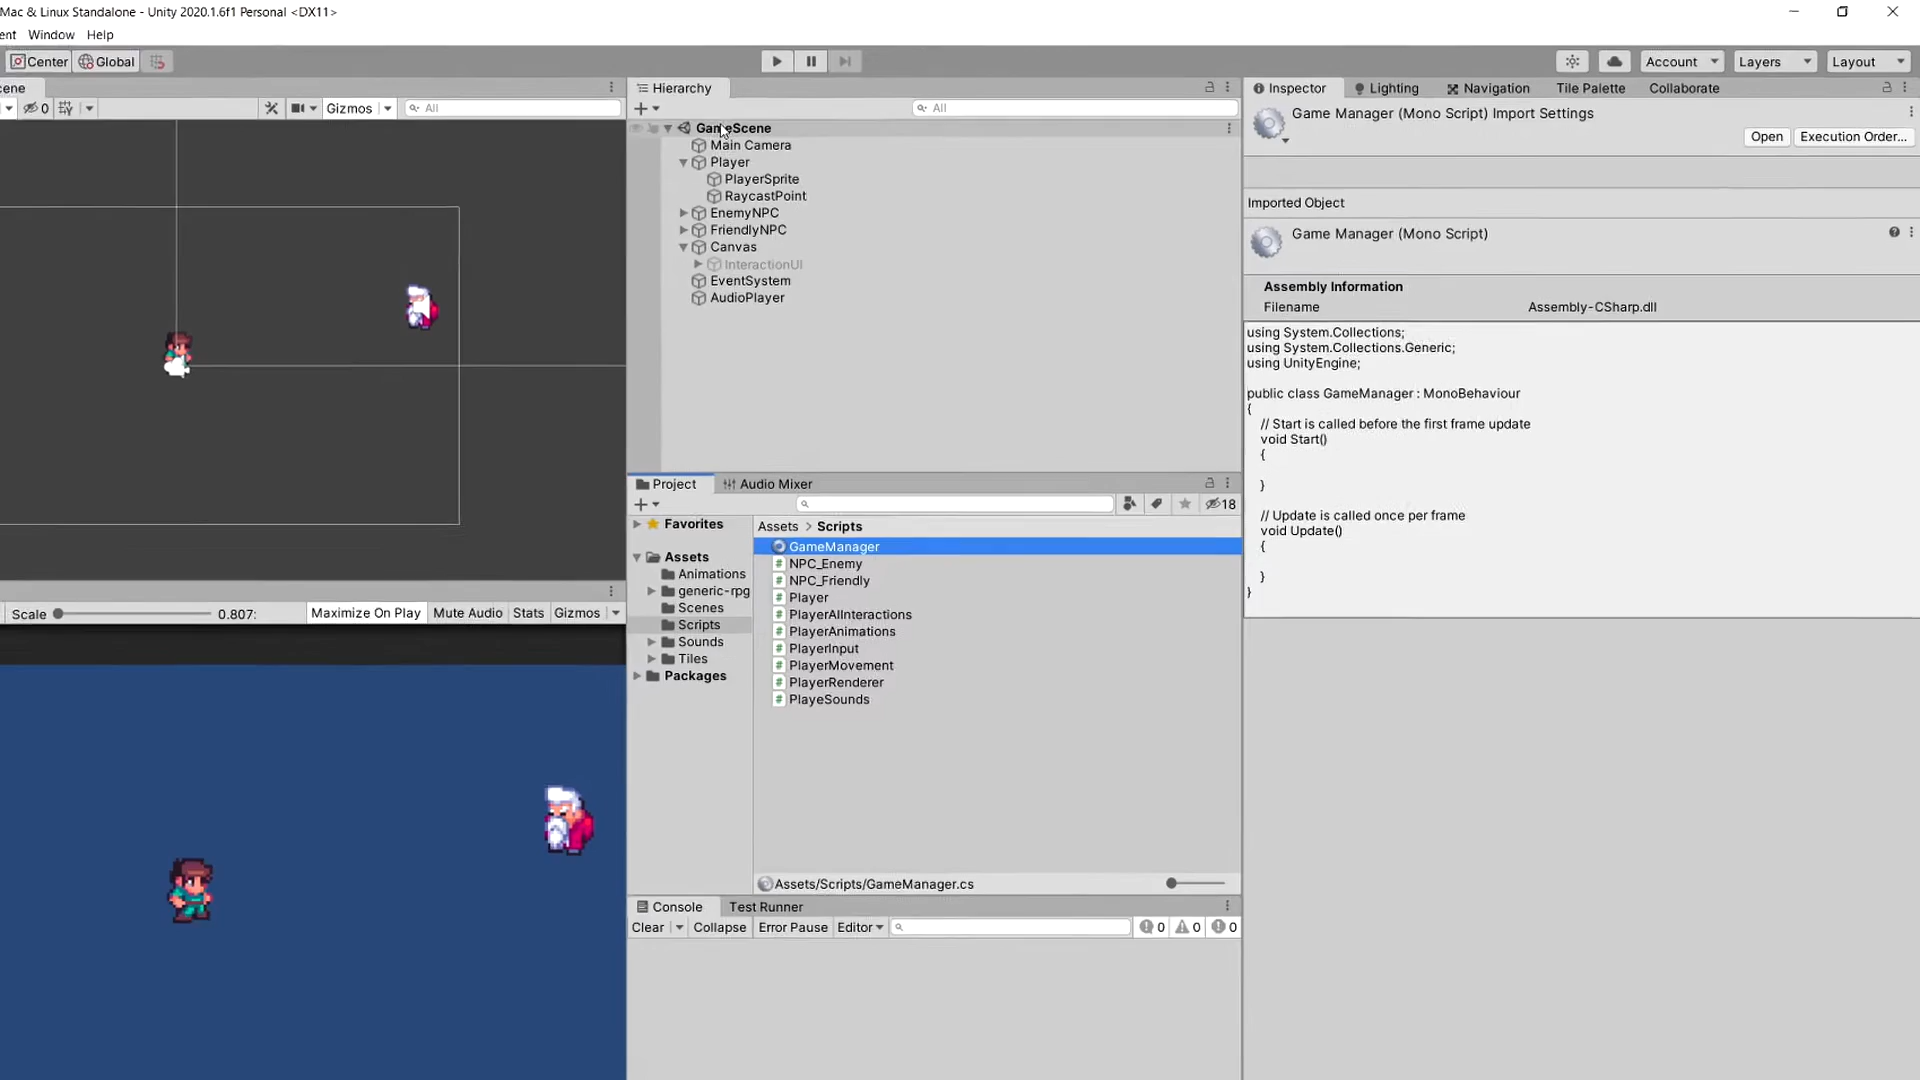 Mac & Linux Standalone - Unity 2020.1.6f1 Personal <DX11>
ent Window Help
Center Global
Account Layers Layout
cene
0 Gizmos All
Scale 0.807:
Maximize On Play Mute Audio Stats Gizmos
Hierarchy
+ All
GameScene
Main Camera
Player
PlayerSprite
RaycastPoint
EnemyNPC
FriendlyNPC
Canvas
InteractionUI
EventSystem
AudioPlayer
Project Audio Mixer
+ 18
Favorites
Assets
Animations
generic-rpg
Scenes
Scripts
Sounds
Tiles
Packages
Assets > Scripts
GameManager
NPC_Enemy
NPC_Friendly
Player
PlayerAIInteractions
PlayerAnimations
PlayerInput
PlayerMovement
PlayerRenderer
PlayeSounds
Assets/Scripts/GameManager.cs
Console Test Runner
Clear Collapse Error Pause Editor 0 0 0
Inspector Lighting Navigation Tile Palette Collaborate
Game Manager (Mono Script) Import Settings
Open Execution Order...
Imported Object
Game Manager (Mono Script)
Assembly Information
Filename Assembly-CSharp.dll
using System.Collections;
using System.Collections.Generic;
using UnityEngine;
public class GameManager : MonoBehaviour
{
// Start is called before the first frame update
void Start()
{
}
// Update is called once per frame
void Update()
{
}
}